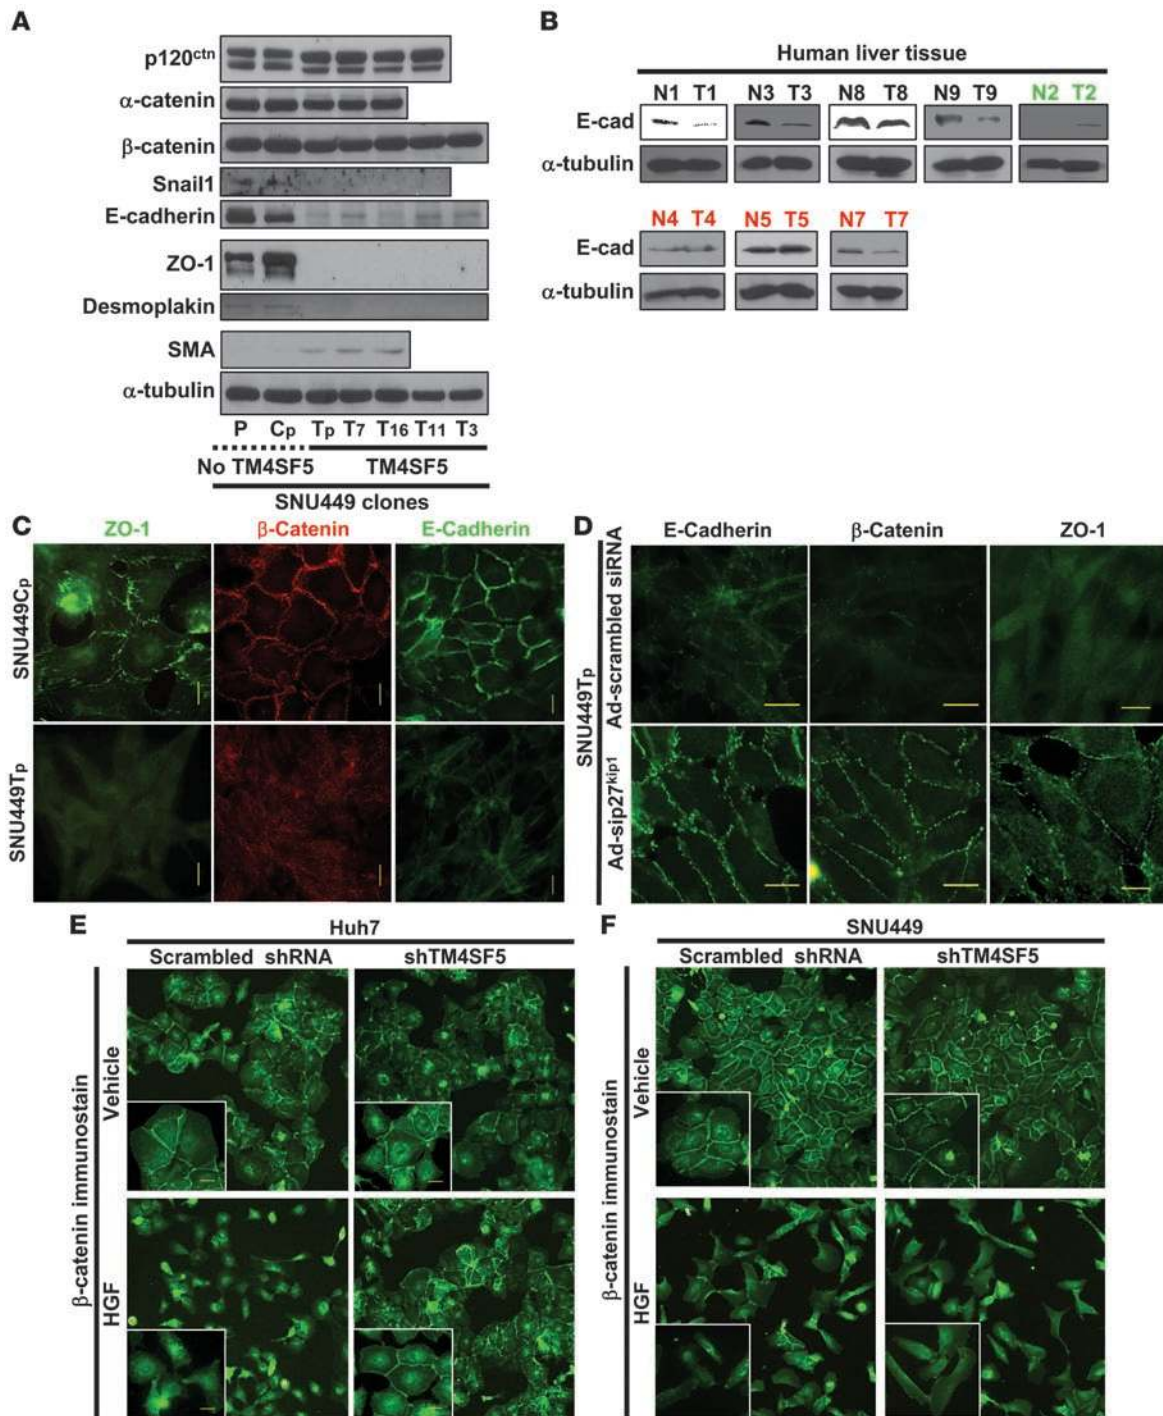 A
p120ctn
α-catenin
β-catenin
Snail1
E-cadherin
ZO-1
Desmoplakin
SMA
α-tubulin
P Cp Tp T7 T16 T11 T3
No TM4SF5 TM4SF5
SNU449 clones
B
Human liver tissue
N1 T1 N3 T3 N8 T8 N9 T9 N2 T2
E-cad
α-tubulin
N4 T4 N5 T5 N7 T7
E-cad
α-tubulin
C
ZO-1 β-Catenin E-Cadherin
SNU449Cp
SNU449Tp
D
E-Cadherin β-Catenin ZO-1
SNU449Tp
Ad-scrambled siRNA
Ad-sip27kip1
E
Huh7
Scrambled shRNA shTM4SF5
β-catenin immunostain
Vehicle
HGF
F
SNU449
Scrambled shRNA shTM4SF5
β-catenin immunostain
Vehicle
HGF